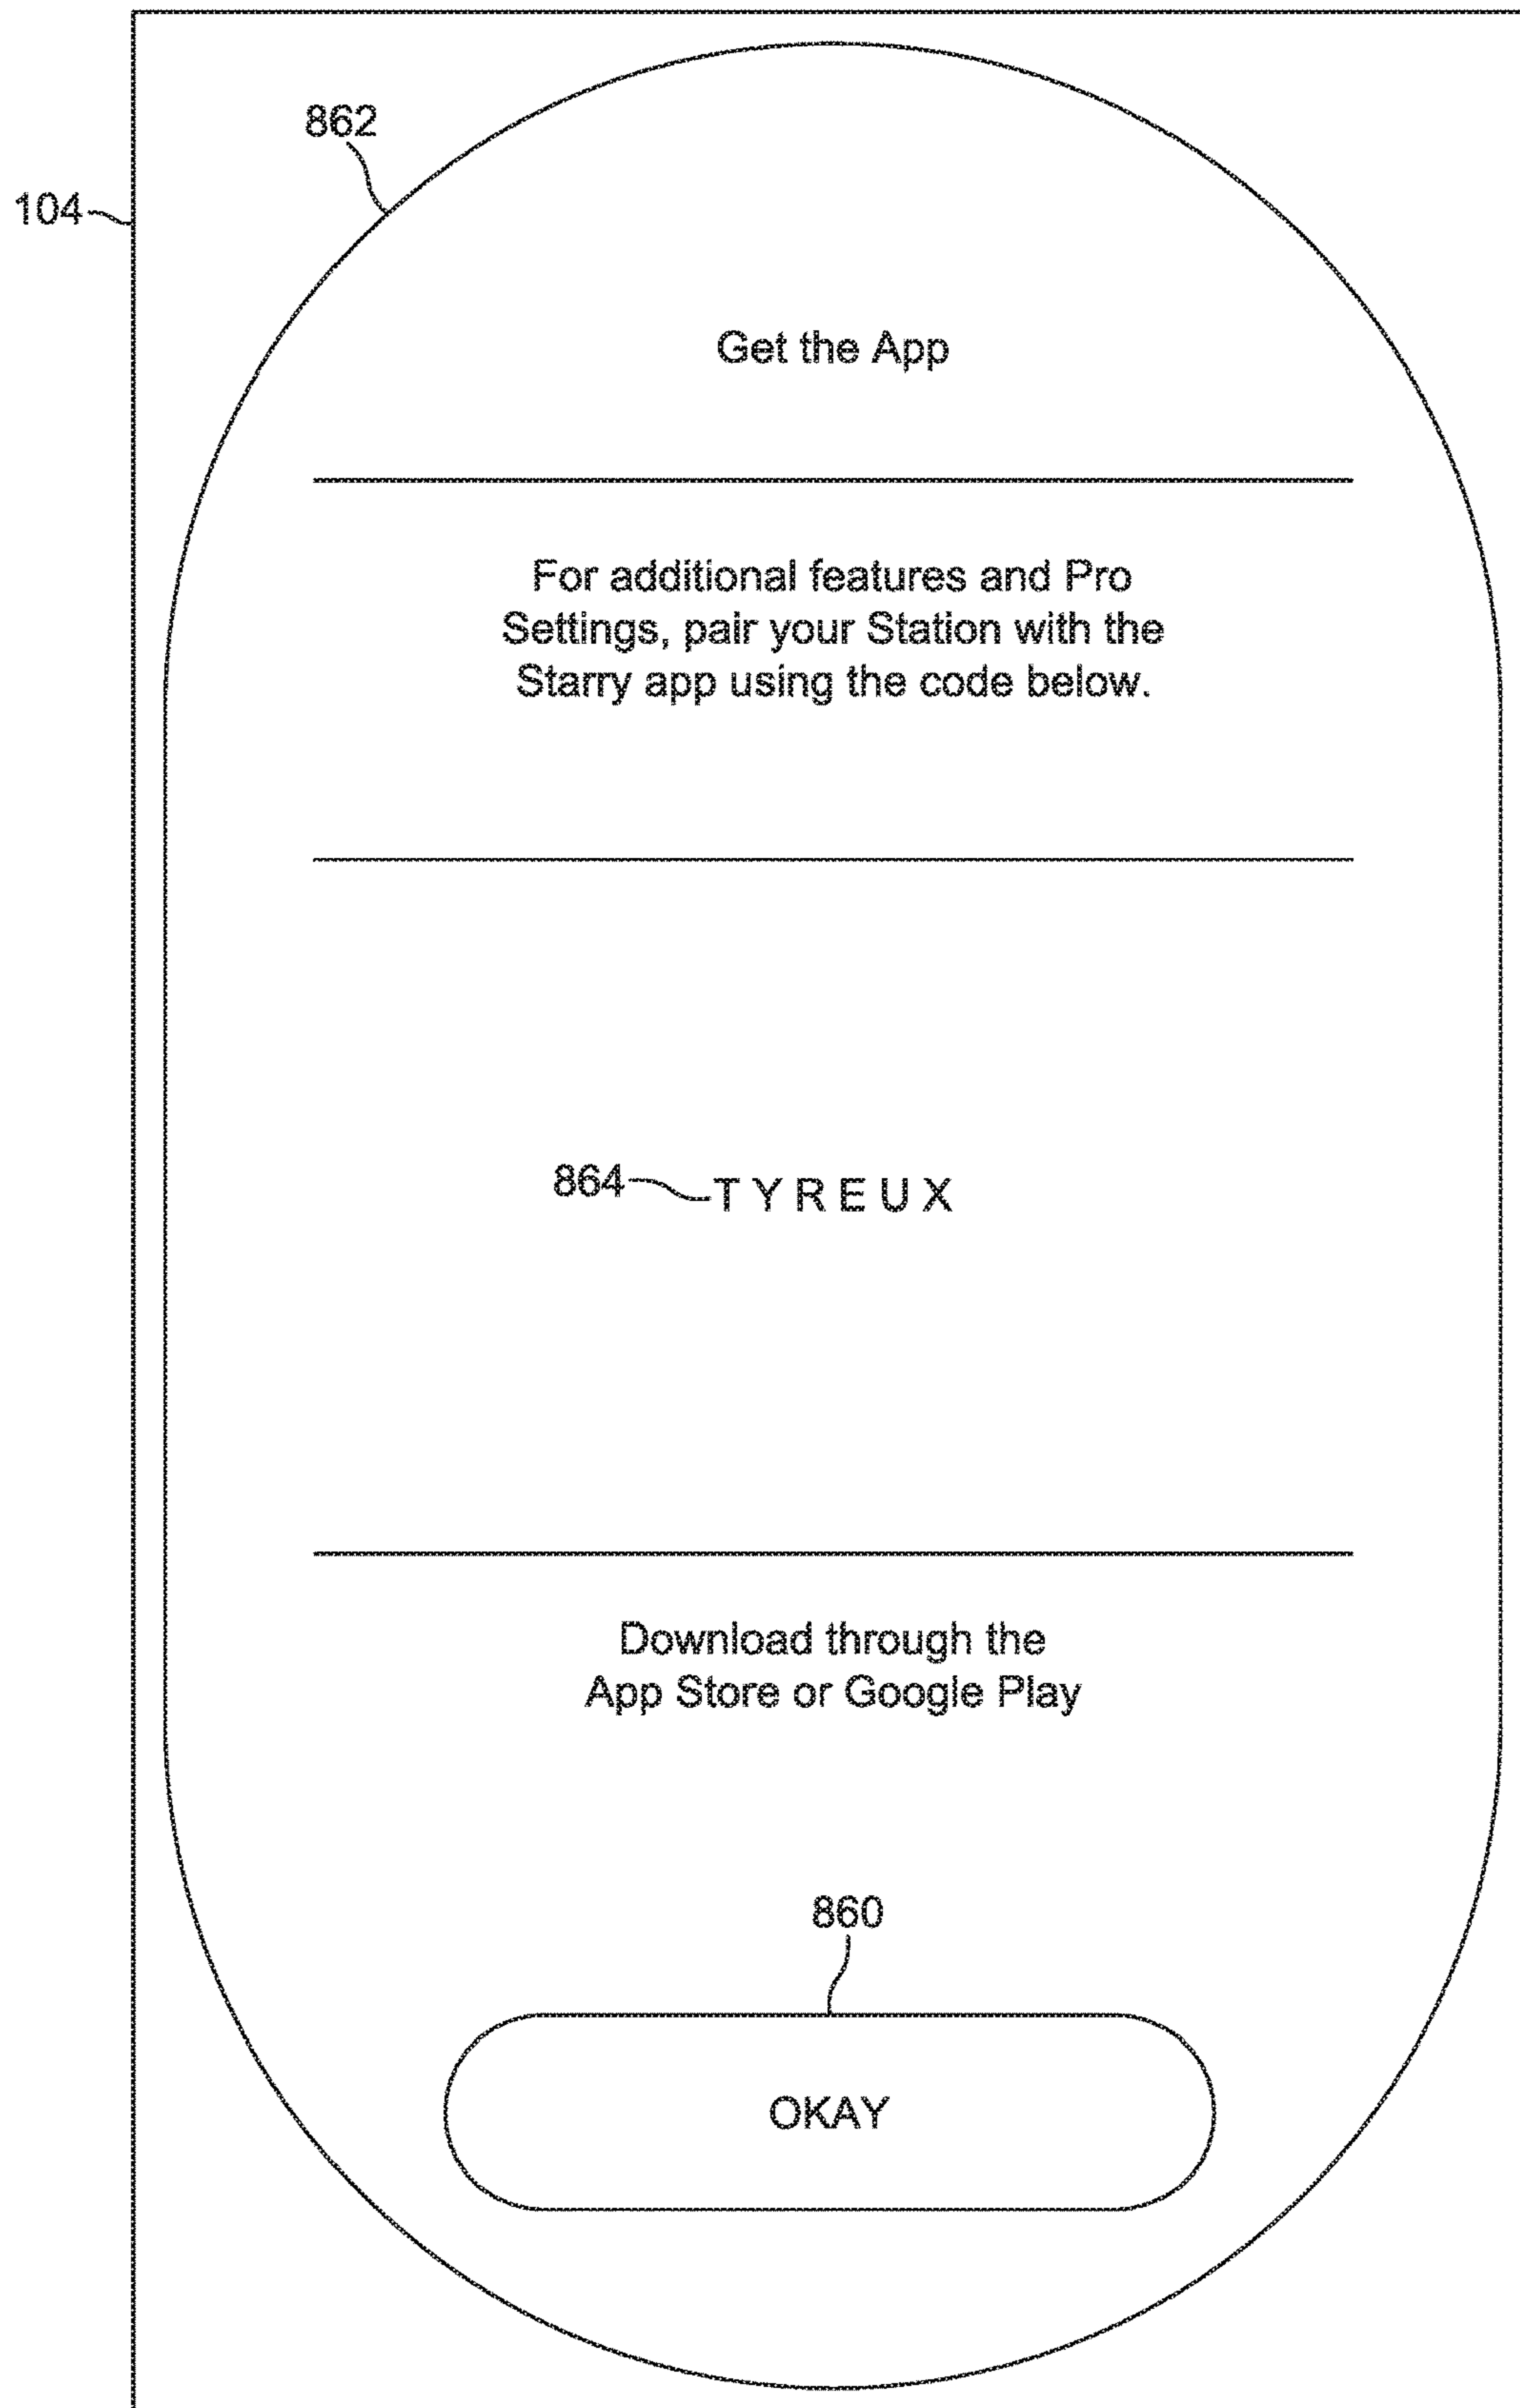 862
104
Get the App
For additional features and Pro
Settings, pair your Station with the
Starry app using the code below.
864
T Y R E U X
Download through the
App Store or Google Play
860
OKAY